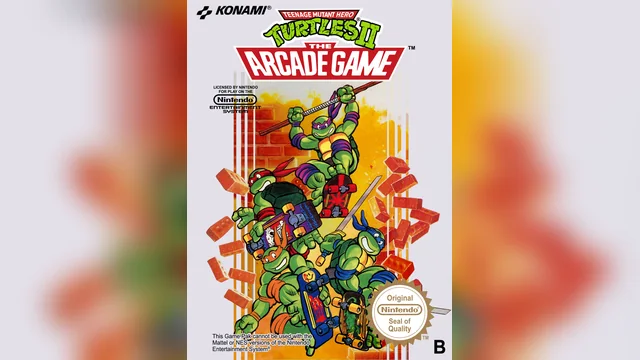 KONAMI®
TEENAGE MUTANT HERO
TURTLES II
THE
ARCADE GAME™
LICENSED BY NINTENDO
FOR PLAY ON THE
Nintendo
ENTERTAINMENT
SYSTEM
Original
Nintendo
Seal of
Quality
TM
This Game Pak cannot be used with the
Mattel or NES versions of the Nintendo
Entertainment System®
B